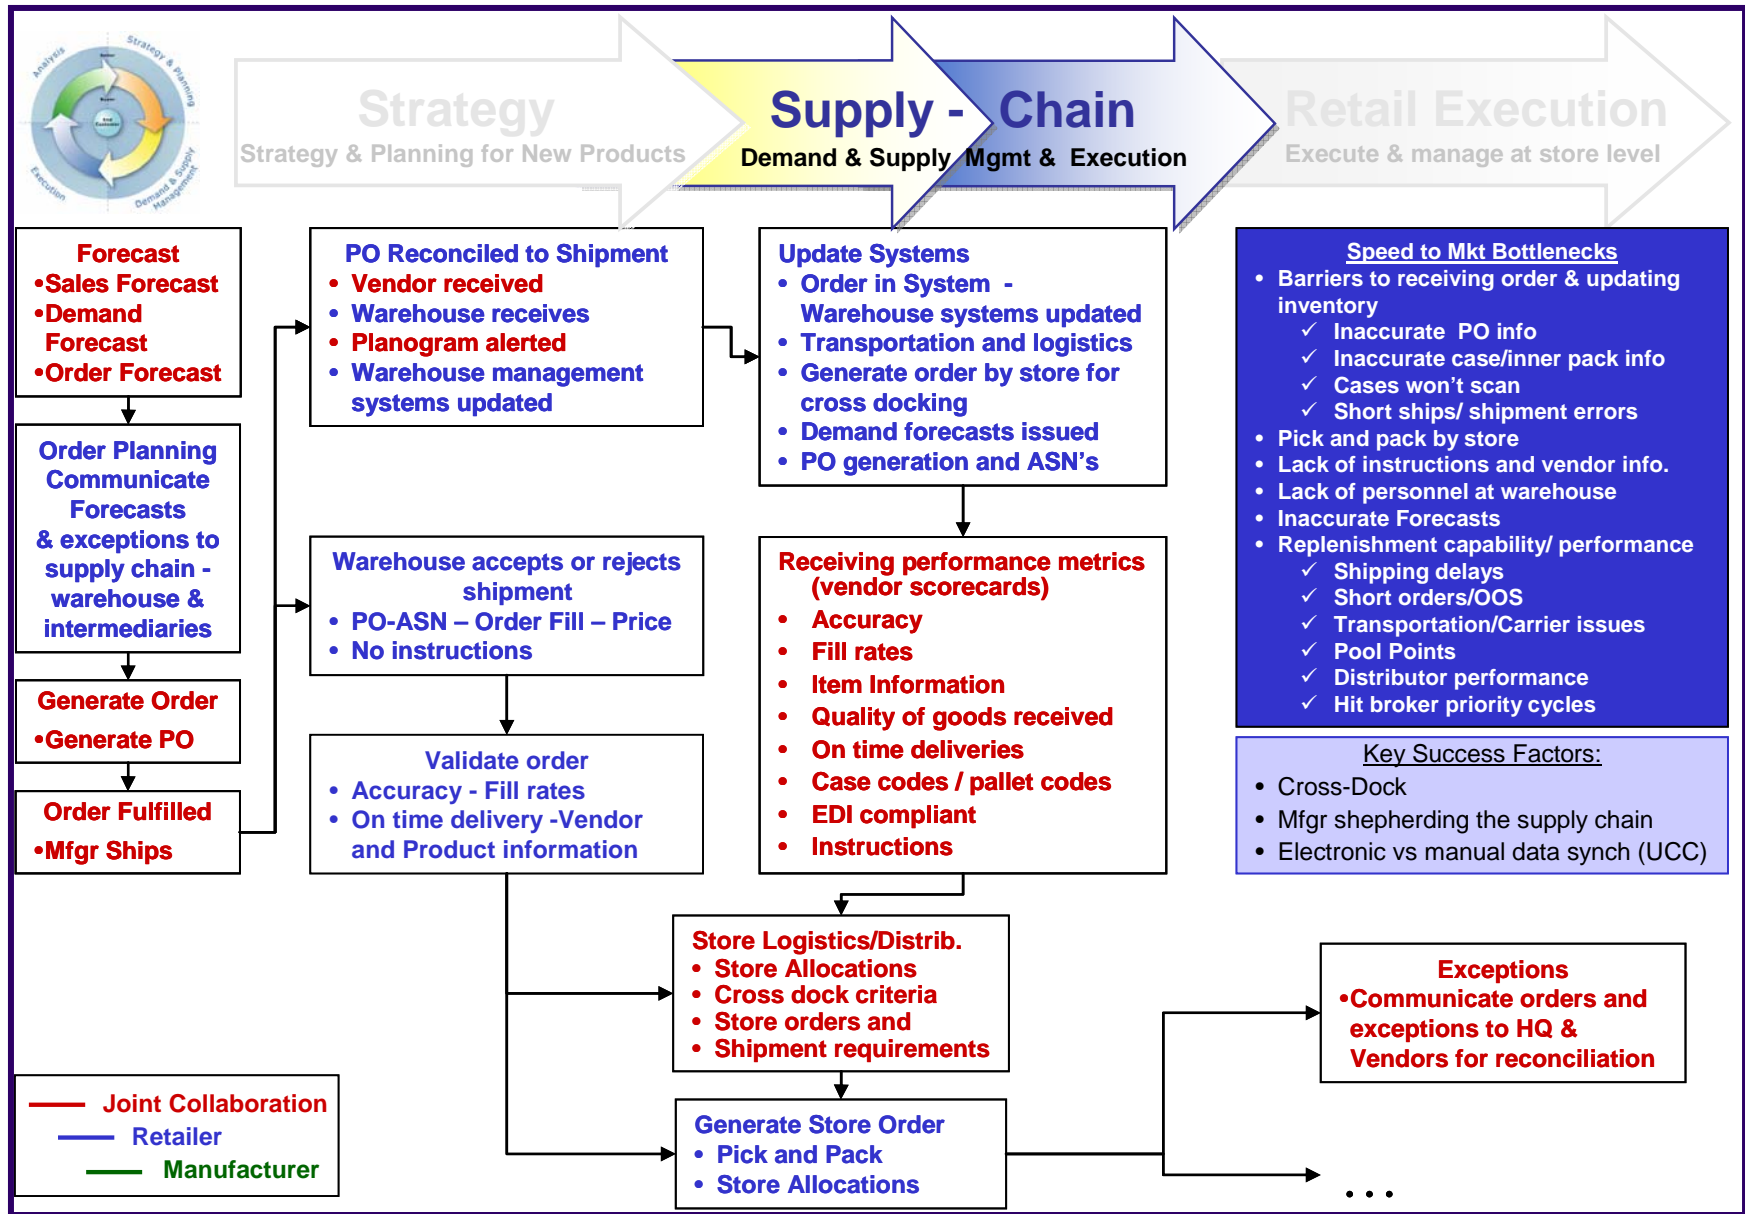 Analysis
Strategy & Planning
Demand & Supply
Management
Execution
Strategy
Strategy & Planning for New Products
Supply - Chain
Demand & Supply Mgmt & Execution
Retail Execution
Execute & manage at store level
Forecast
•Sales Forecast
•Demand
Forecast
•Order Forecast
Order Planning
Communicate
Forecasts
& exceptions to
supply chain -
warehouse &
intermediaries
Generate Order
•Generate PO
Order Fulfilled
•Mfgr Ships
PO Reconciled to Shipment
• Vendor received
• Warehouse receives
• Planogram alerted
• Warehouse management
systems updated
Warehouse accepts or rejects
shipment
• PO-ASN – Order Fill – Price
• No instructions
Validate order
• Accuracy - Fill rates
• On time delivery -Vendor
and Product information
Update Systems
• Order in System -
Warehouse systems updated
• Transportation and logistics
• Generate order by store for
cross docking
• Demand forecasts issued
• PO generation and ASN's
Receiving performance metrics
(vendor scorecards)
• Accuracy
• Fill rates
• Item Information
• Quality of goods received
• On time deliveries
• Case codes / pallet codes
• EDI compliant
• Instructions
Store Logistics/Distrib.
• Store Allocations
• Cross dock criteria
• Store orders and
• Shipment requirements
Generate Store Order
• Pick and Pack
• Store Allocations
Speed to Mkt Bottlenecks
• Barriers to receiving order & updating
inventory
✓ Inaccurate PO info
✓ Inaccurate case/inner pack info
✓ Cases won't scan
✓ Short ships/ shipment errors
• Pick and pack by store
• Lack of instructions and vendor info.
• Lack of personnel at warehouse
• Inaccurate Forecasts
• Replenishment capability/ performance
✓ Shipping delays
✓ Short orders/OOS
✓ Transportation/Carrier issues
✓ Pool Points
✓ Distributor performance
✓ Hit broker priority cycles
Key Success Factors:
• Cross-Dock
• Mfgr shepherding the supply chain
• Electronic vs manual data synch (UCC)
Exceptions
•Communicate orders and
exceptions to HQ &
Vendors for reconciliation
. . .
Joint Collaboration
Retailer
Manufacturer